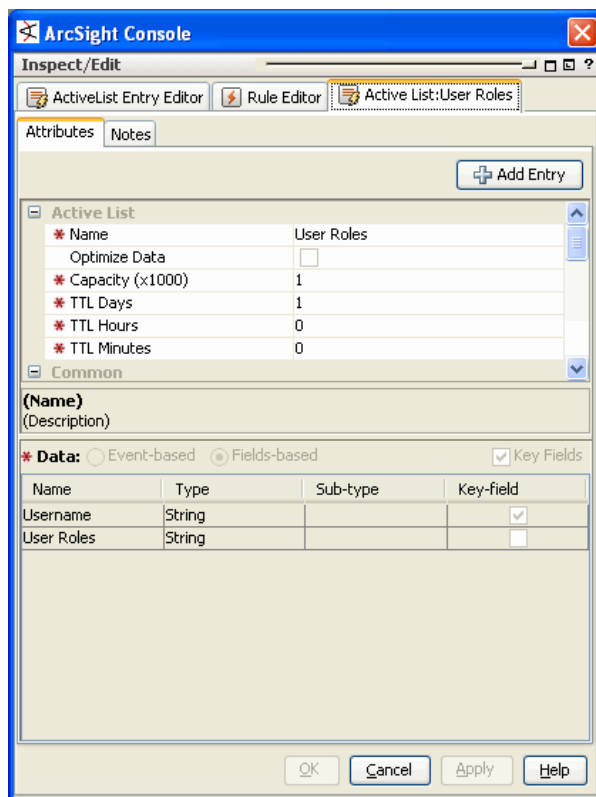 ArcSight Console
Inspect/Edit ?
ActiveList Entry Editor Rule Editor Active List:User Roles
Attributes Notes
Add Entry
Active List
* Name User Roles
Optimize Data
* Capacity (x1000) 1
* TTL Days 1
* TTL Hours 0
* TTL Minutes 0
Common
(Name)
(Description)
* Data: Event-based Fields-based Key Fields
Name Type Sub-type Key-field
Username String
User Roles String
OK Cancel Apply Help